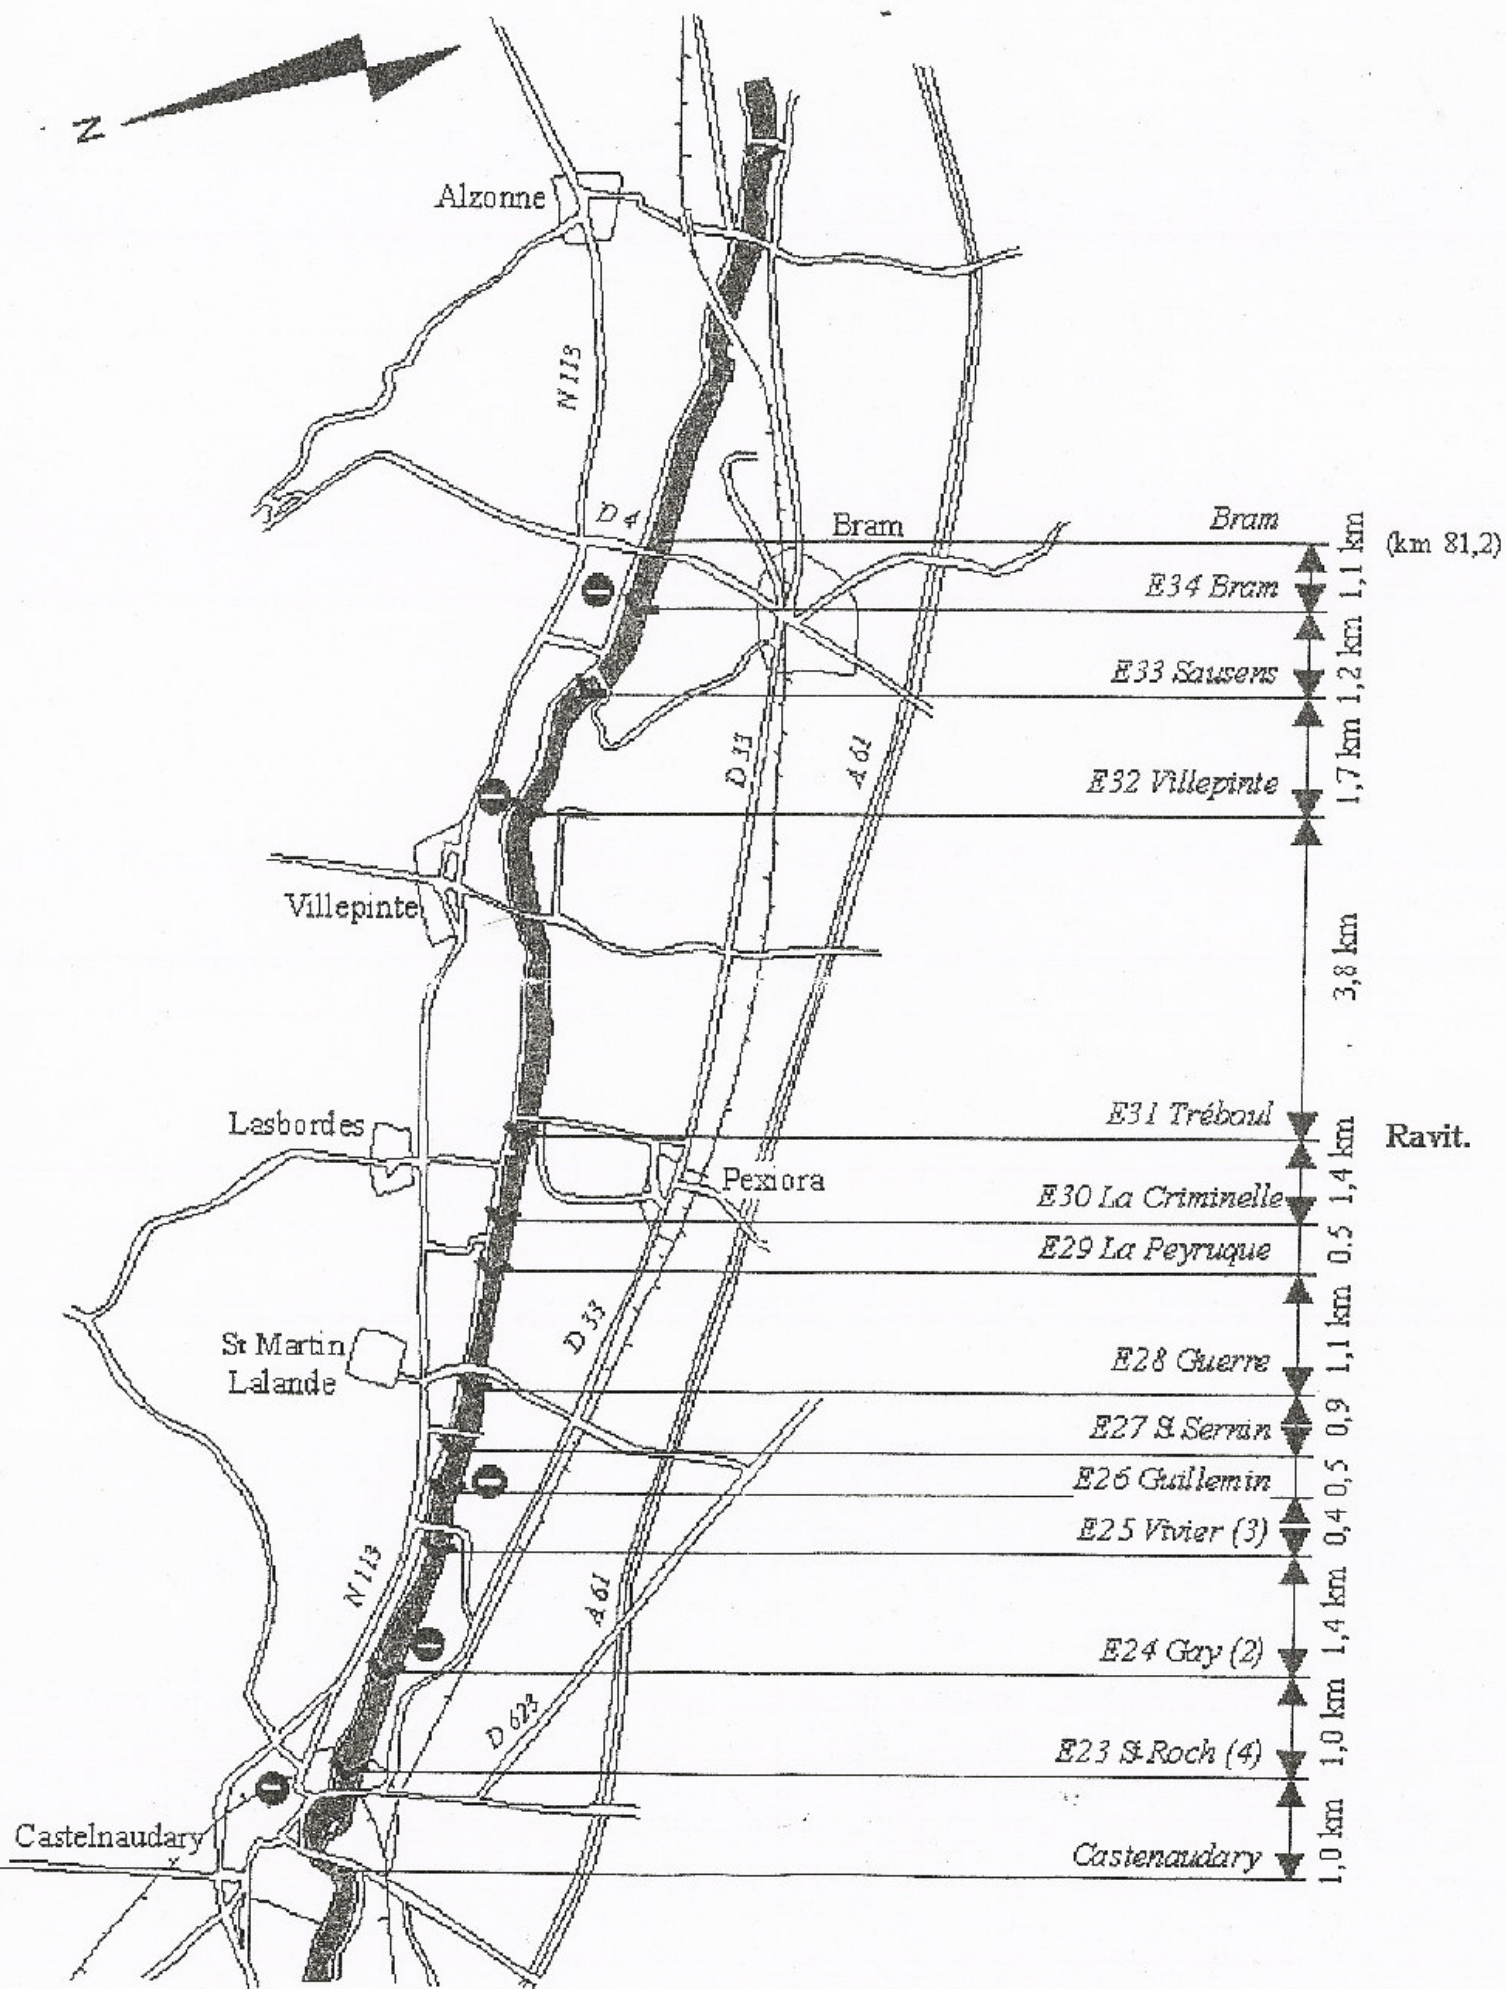 N
Alzonne
N 113
D 4
Bram
Bram
1,1 km
(km 81,2)
E34 Bram
1,2 km
E33 Sausens
D 33
A 61
1,7 km
E32 Villepinte
Villepinte
3,8 km
Lasbordes
E31 Tréboul
Ravit.
1,4 km
Pexiora
E30 La Criminelle
0.5
E29 La Peyruque
1,1 km
D 33
St Martin
Lalande
E28 Guerre
0,9
E27 St Sernin
0,5
E26 Guillemin
0,4
E25 Vivier (3)
N 113
A 61
1,4 km
E24 Gay (2)
D 623
1,0 km
E23 St Roch (4)
1,0 km
Castelnaudary
Castenaudary